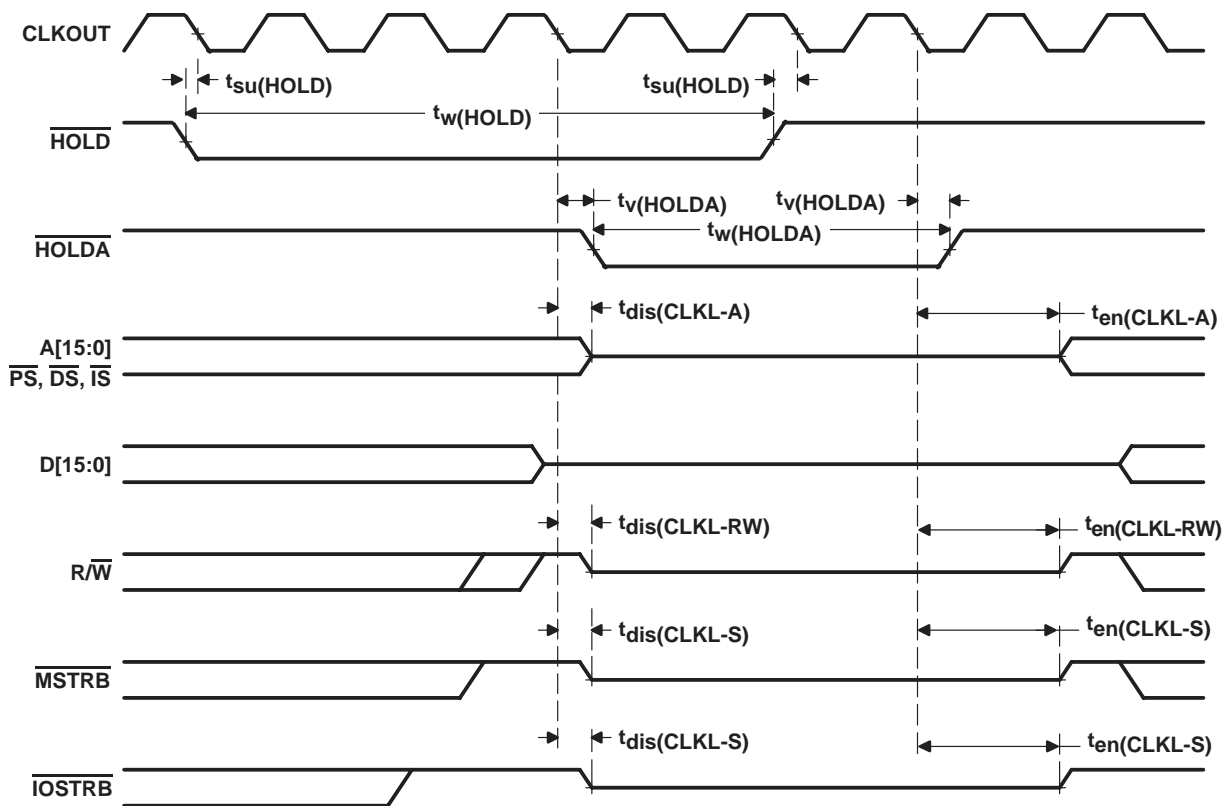 CLKOUT
tsu(HOLD) tsu(HOLD)
tw(HOLD)
HOLD
tv(HOLDA) tv(HOLDA)
tw(HOLDA)
HOLDA
tdis(CLKL-A) ten(CLKL-A)
A[15:0]
PS, DS, IS
D[15:0]
tdis(CLKL-RW) ten(CLKL-RW)
R/W
tdis(CLKL-S) ten(CLKL-S)
MSTRB
tdis(CLKL-S) ten(CLKL-S)
IOSTRB